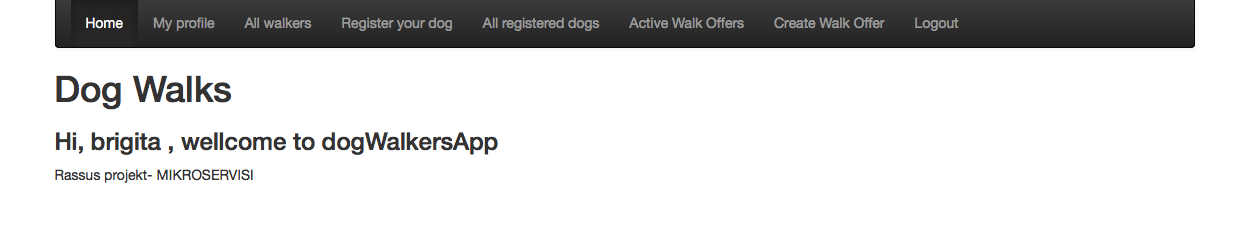 Home My profile All walkers Register your dog All registered dogs Active Walk Offers Create Walk Offer Logout
Dog Walks
Hi, brigita , wellcome to dogWalkersApp
Rassus projekt- MIKROSERVISI